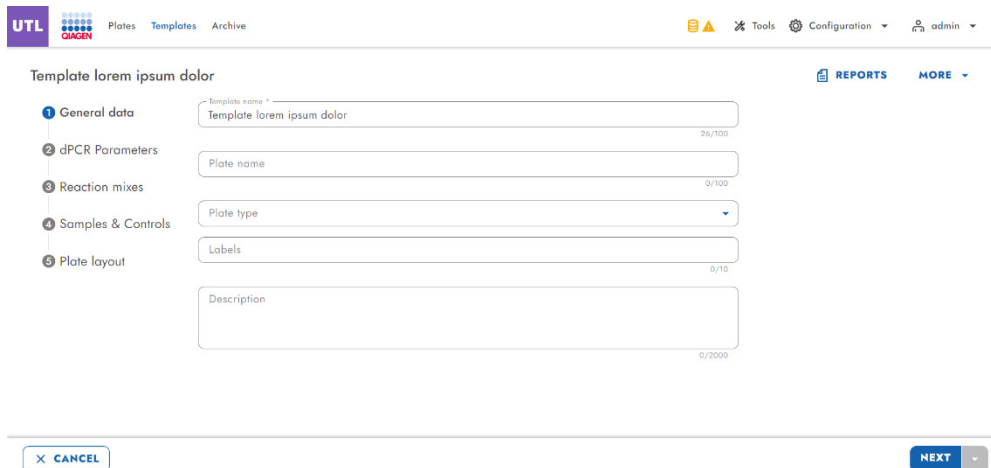 UTL
QIAGEN
Plates Templates Archive
Tools Configuration admin
Template lorem ipsum dolor
REPORTS MORE
1 General data
2 dPCR Parameters
3 Reaction mixes
4 Samples & Controls
5 Plate layout
Template name *
Template lorem ipsum dolor
26/100
Plate name
0/100
Plate type
Labels
0/10
Description
0/2000
CANCEL
NEXT